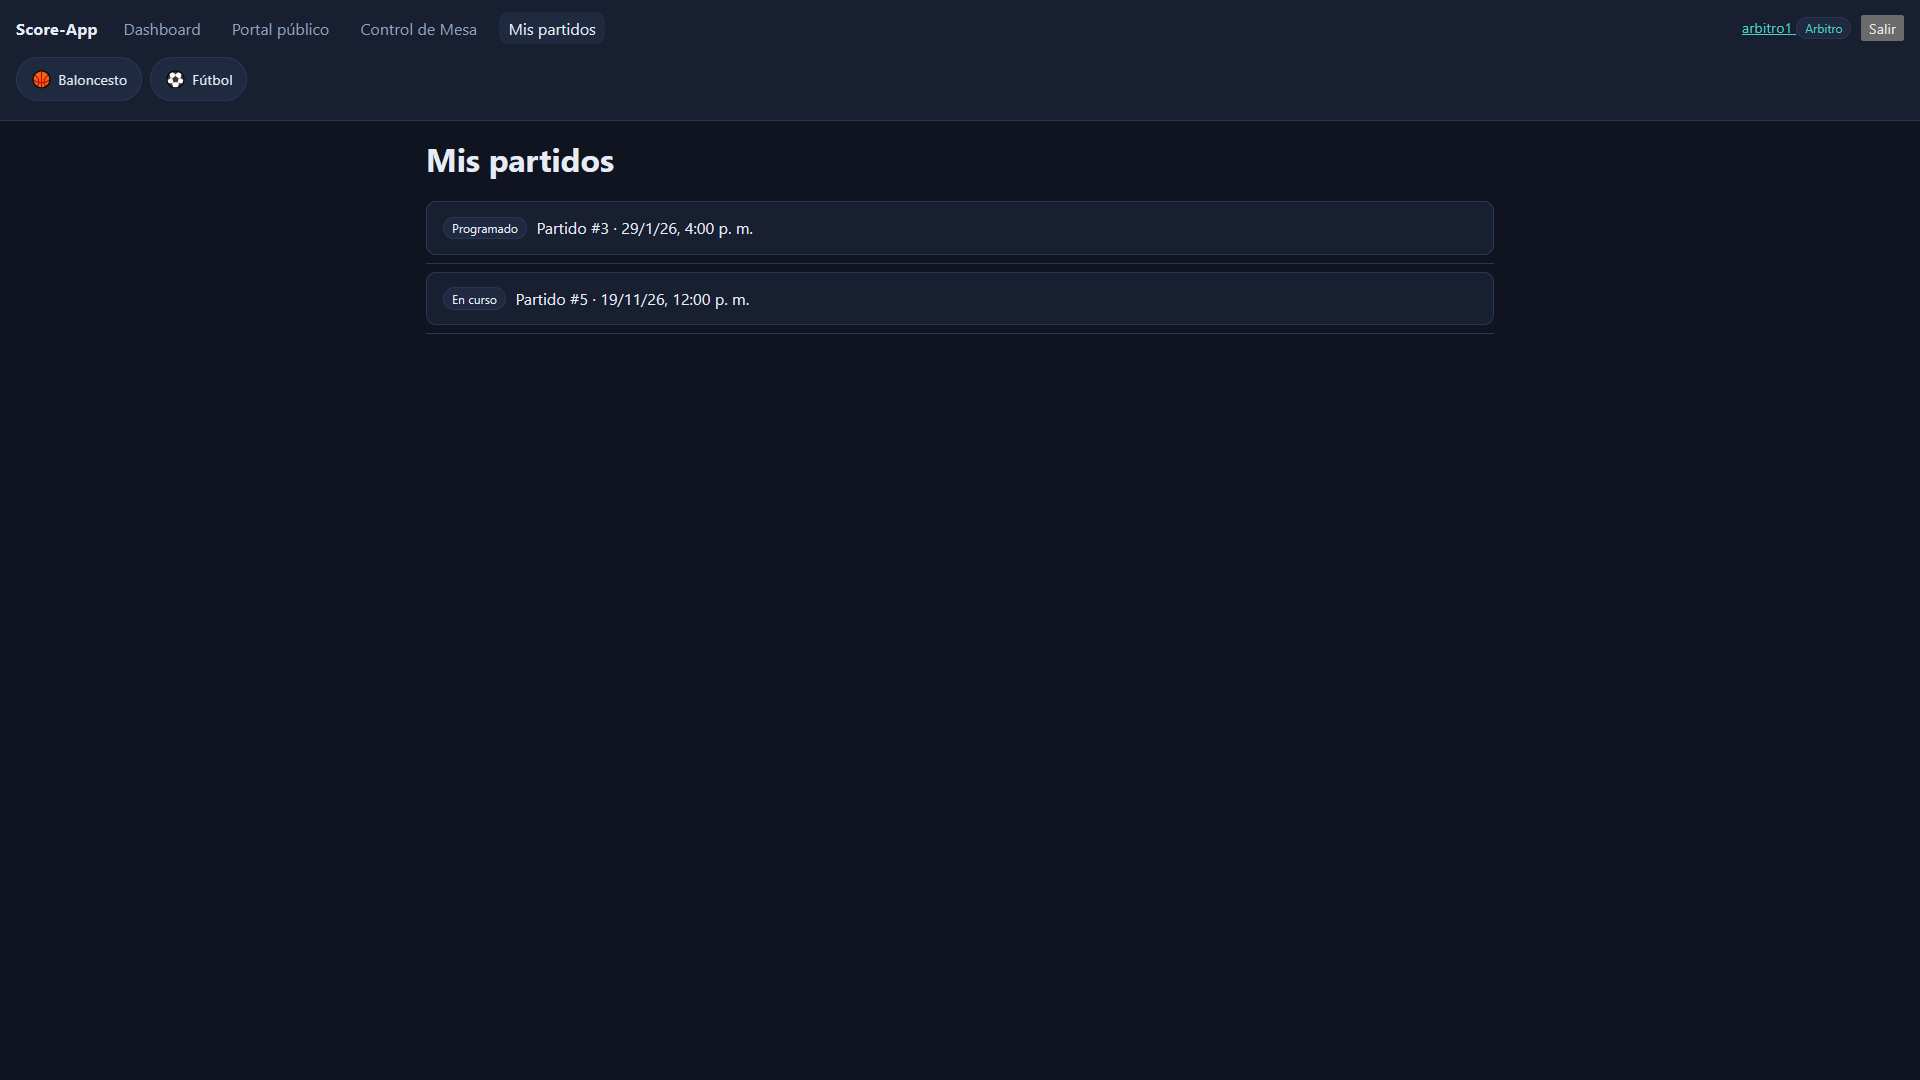 Score-App Dashboard Portal público Control de Mesa Mis partidos arbitro1 Arbitro Salir
Baloncesto Fútbol
Mis partidos
Programado Partido #3 · 29/1/26, 4:00 p. m.
En curso Partido #5 · 19/11/26, 12:00 p. m.